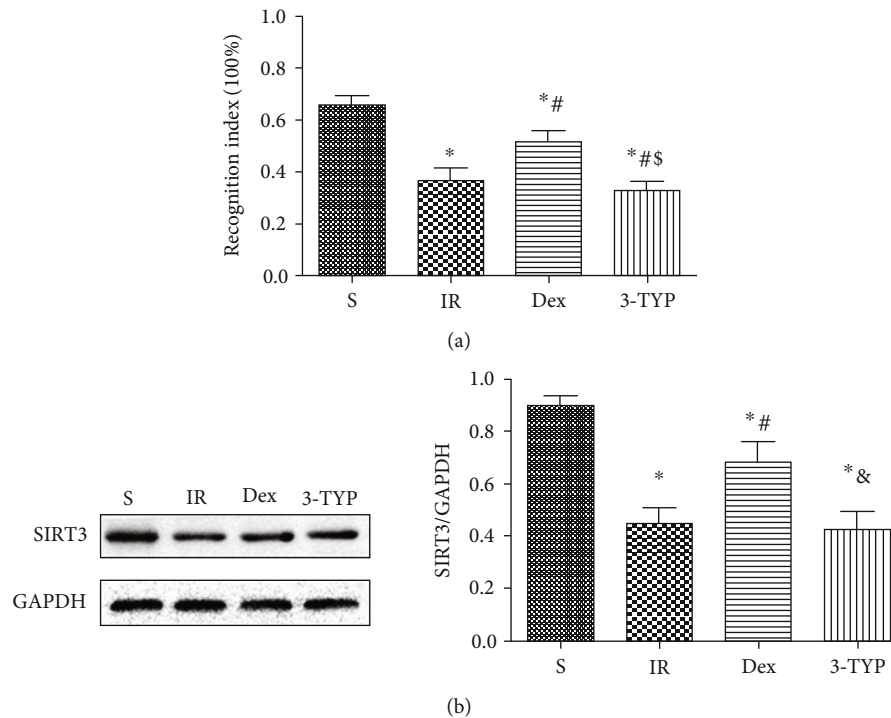 Recognition index (100%)
1.0
0.8
0.6
0.4
0.2
0.0
*
*#
*#$
S IR Dex 3-TYP
(a)
S IR Dex 3-TYP
SIRT3
GAPDH
SIRT3/GAPDH
1.0
0.8
0.6
0.4
0.2
0.0
*
*#
*&
S IR Dex 3-TYP
(b)